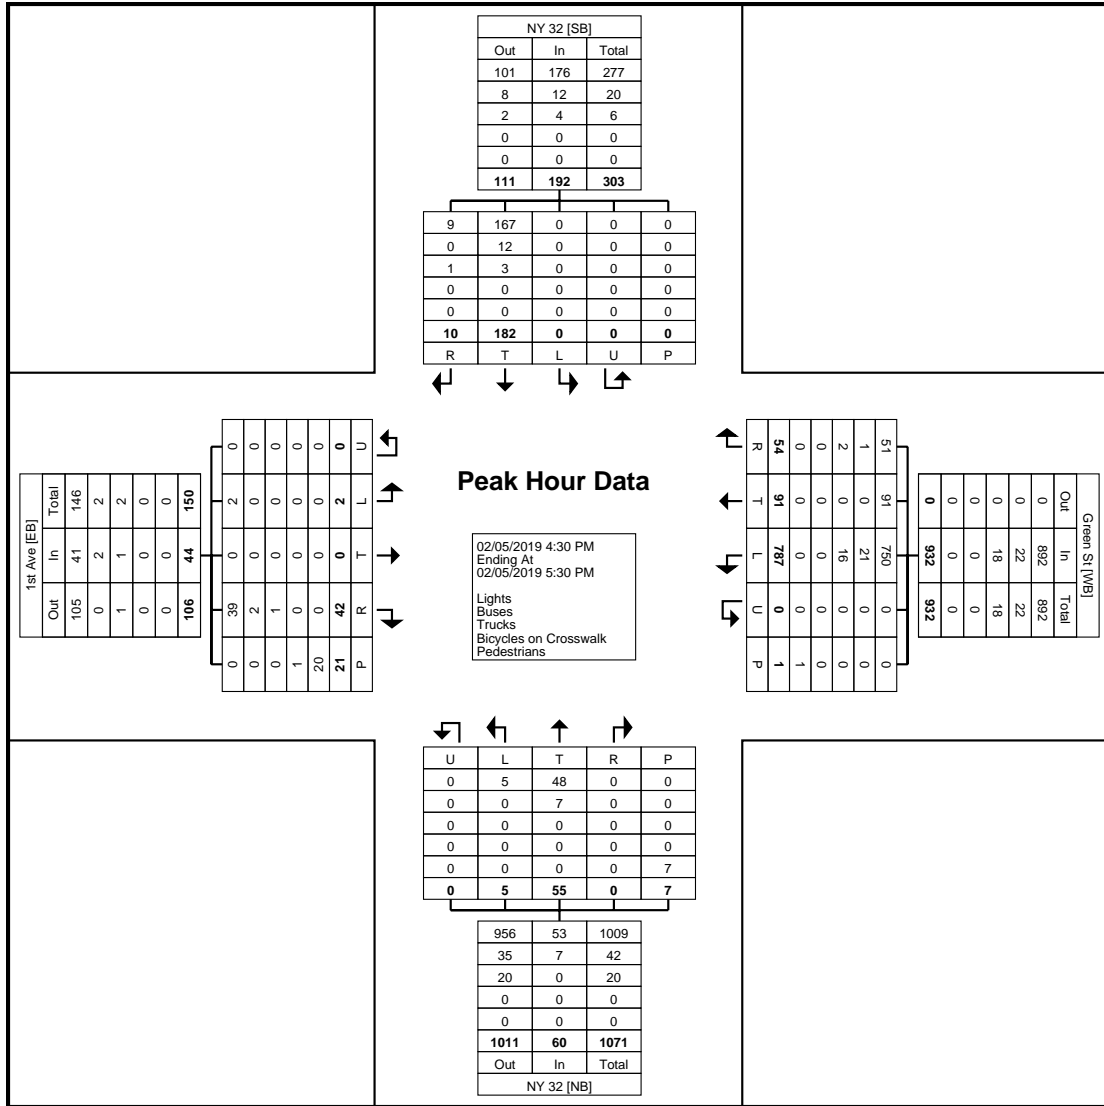 NY 32 [SB]
Out In Total
101 176 277
8 12 20
2 4 6
0 0 0
0 0 0
111 192 303
9 167 0 0 0
0 12 0 0 0
1 3 0 0 0
0 0 0 0 0
0 0 0 0 0
10 182 0 0 0
R T L U P
1st Ave [EB]
Out In Total
105 41 146
0 2 2
1 1 2
0 0 0
0 0 0
106 44 150
0 39 0 2 0
0 2 0 0 0
0 1 0 0 0
1 0 0 0 0
20 0 0 0 0
21 42 0 2 0
P R T L U
Peak Hour Data
02/05/2019 4:30 PM
Ending At
02/05/2019 5:30 PM
Lights
Buses
Trucks
Bicycles on Crosswalk
Pedestrians
Green St [WB]
Out In Total
0 892 892
0 22 22
0 18 18
0 0 0
0 0 0
0 932 932
51 91 750 0 0
1 0 21 0 0
2 0 16 0 0
0 0 0 0 0
0 0 0 0 1
54 91 787 0 1
R T L U P
U L T R P
0 5 48 0 0
0 0 7 0 0
0 0 0 0 0
0 0 0 0 0
0 0 0 0 7
0 5 55 0 7
956 53 1009
35 7 42
20 0 20
0 0 0
0 0 0
1011 60 1071
Out In Total
NY 32 [NB]